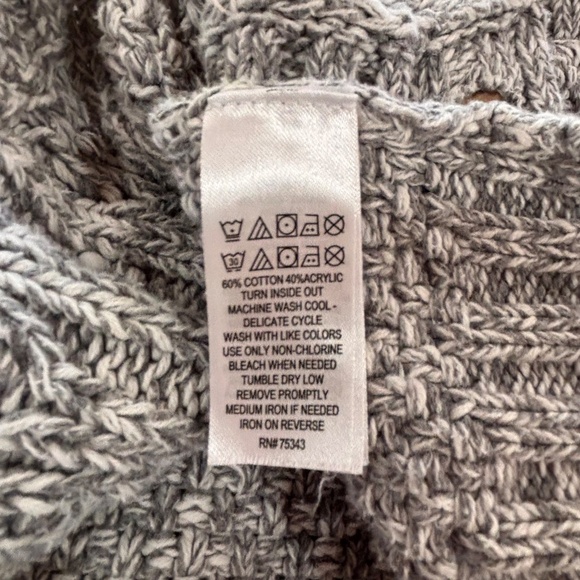 30
60% COTTON 40%ACRYLIC
TURN INSIDE OUT
MACHINE WASH COOL -
DELICATE CYCLE
WASH WITH LIKE COLORS
USE ONLY NON-CHLORINE
BLEACH WHEN NEEDED
TUMBLE DRY LOW
REMOVE PROMPTLY
MEDIUM IRON IF NEEDED
IRON ON REVERSE
RN# 75343